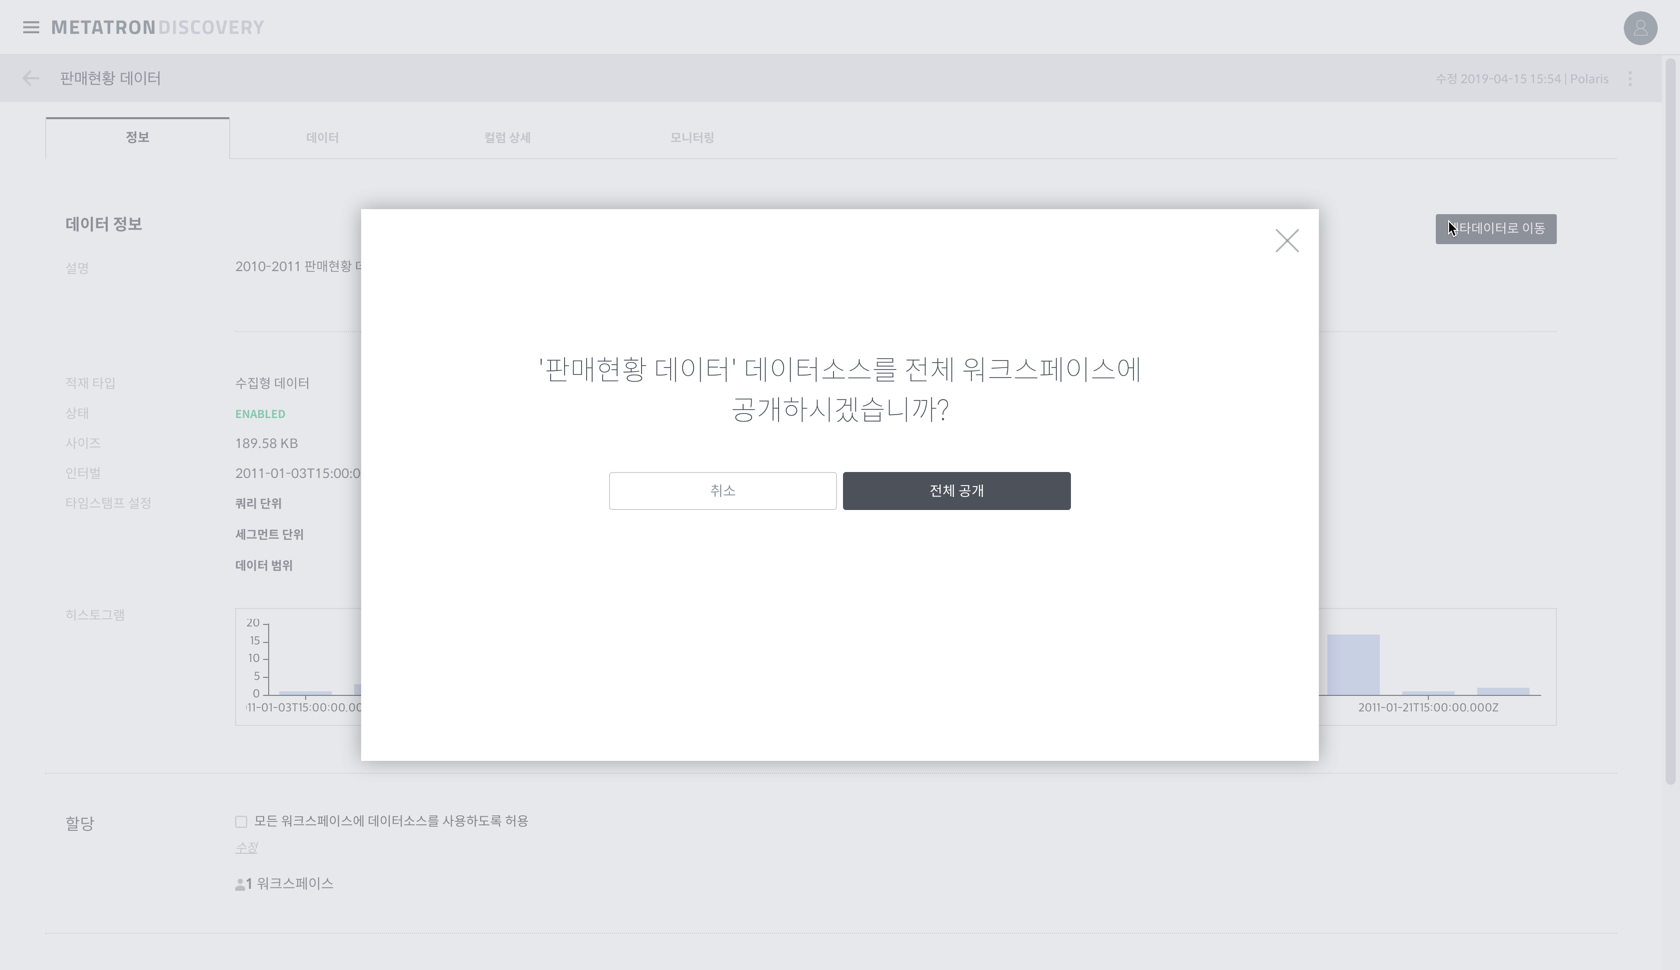 METATRON DISCOVERY
판매현황 데이터
수정 2019-04-15 15:54 | Polaris
정보
데이터
컬럼 상세
모니터링
데이터 정보
타데이터로 이동
설명
2010-2011 판매현황
적재 타입
수집형 데이터
상태
ENABLED
사이즈
189.58 KB
인터벌
2011-01-03T15:00:0
타임스탬프 설정
쿼리 단위
세그먼트 단위
데이터 범위
히스토그램
20
15
10
5
0
11-01-03T15:00:00.00
2011-01-21T15:00:00.000Z
'판매현황 데이터' 데이터소스를 전체 워크스페이스에
공개하시겠습니까?
취소
전체 공개
할당
모든 워크스페이스에 데이터소스를 사용하도록 허용
수정
1 워크스페이스